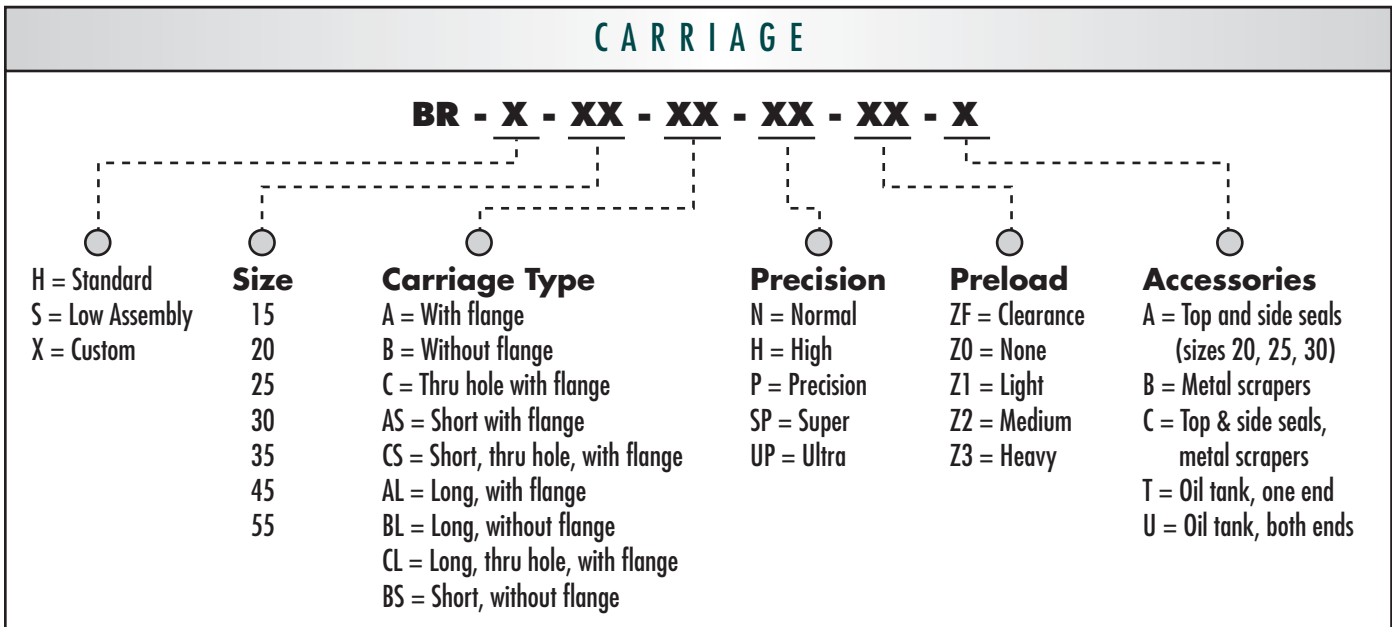 CARRIAGE
BR - X - XX - XX - XX - XX - X
H = Standard
S = Low Assembly
X = Custom
Size
15
20
25
30
35
45
55
Carriage Type
A = With flange
B = Without flange
C = Thru hole with flange
AS = Short with flange
CS = Short, thru hole, with flange
AL = Long, with flange
BL = Long, without flange
CL = Long, thru hole, with flange
BS = Short, without flange
Precision
N = Normal
H = High
P = Precision
SP = Super
UP = Ultra
Preload
ZF = Clearance
Z0 = None
Z1 = Light
Z2 = Medium
Z3 = Heavy
Accessories
A = Top and side seals
(sizes 20, 25, 30)
B = Metal scrapers
C = Top & side seals,
metal scrapers
T = Oil tank, one end
U = Oil tank, both ends